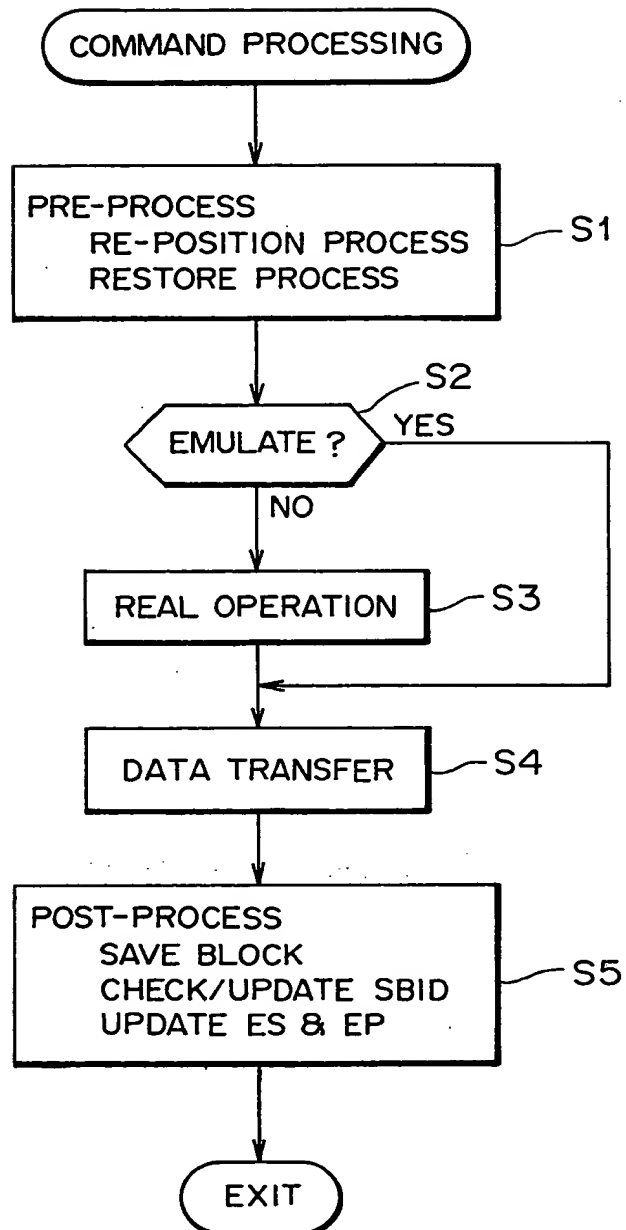 COMMAND PROCESSING
PRE-PROCESS
RE-POSITION PROCESS
RESTORE PROCESS
S1
S2
EMULATE ?
YES
NO
REAL OPERATION
S3
DATA TRANSFER
S4
POST-PROCESS
SAVE BLOCK
CHECK/UPDATE SBID
UPDATE ES & EP
S5
EXIT